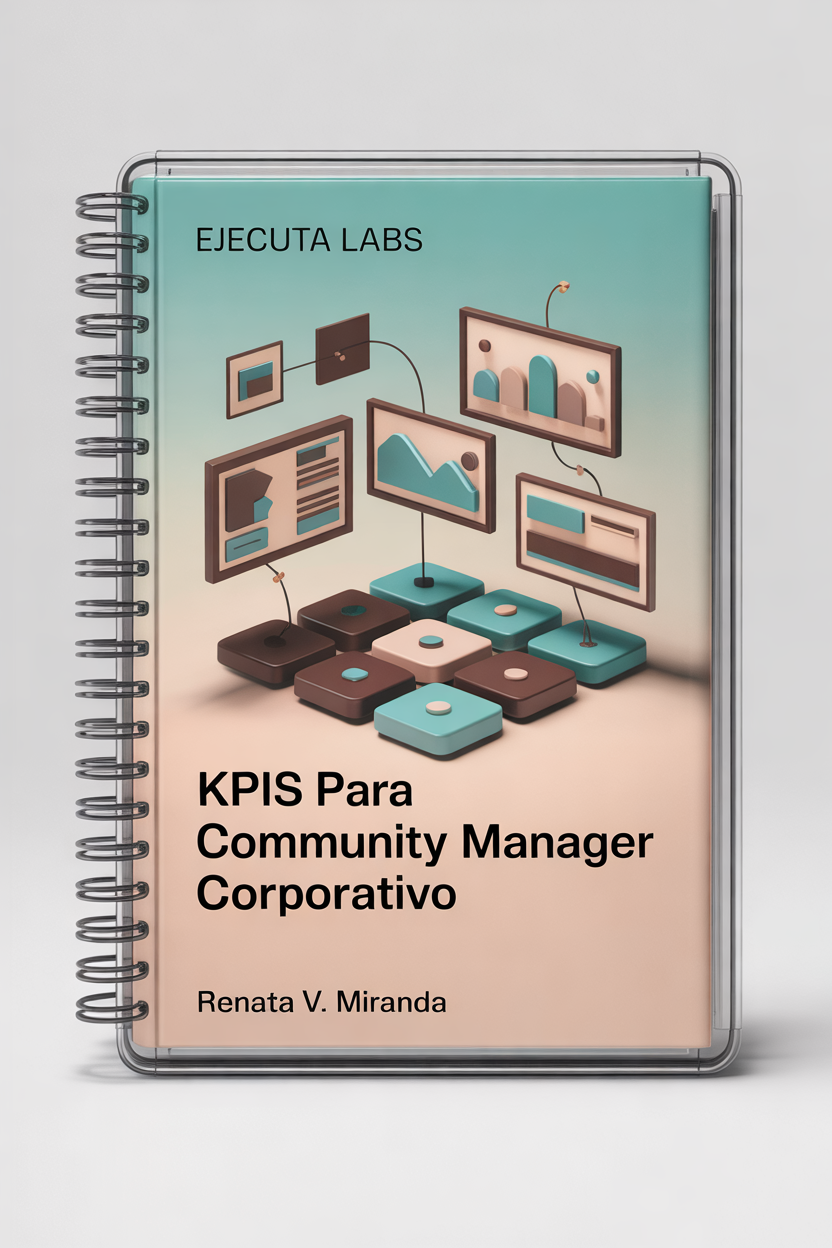 EJECUTA LABS
KPIS Para
Community Manager
Corporativo
Renata V. Miranda